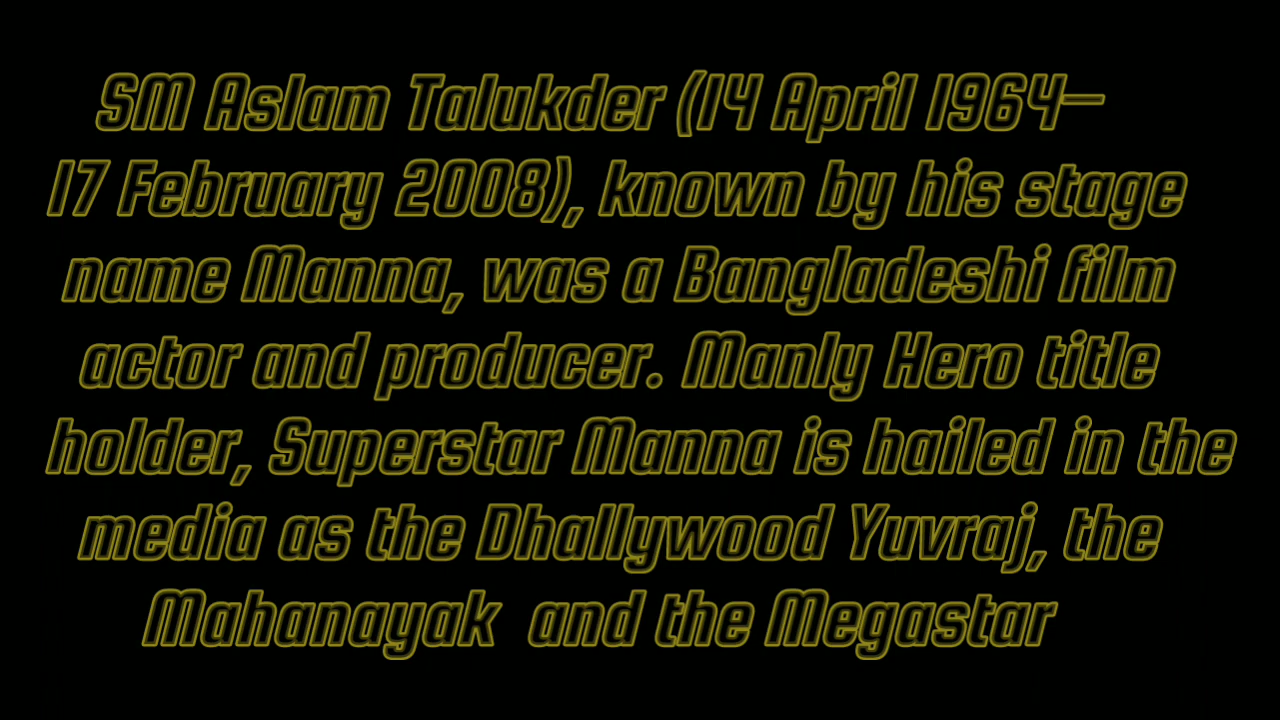 SM Aslam Talukder (14 April 1964–
17 February 2008), known by his stage
name Manna, was a Bangladeshi film
actor and producer. Manly Hero title
holder, Superstar Manna is hailed in the
media as the Dhallywood Yuvraj, the
Mahanayak and the Megastar